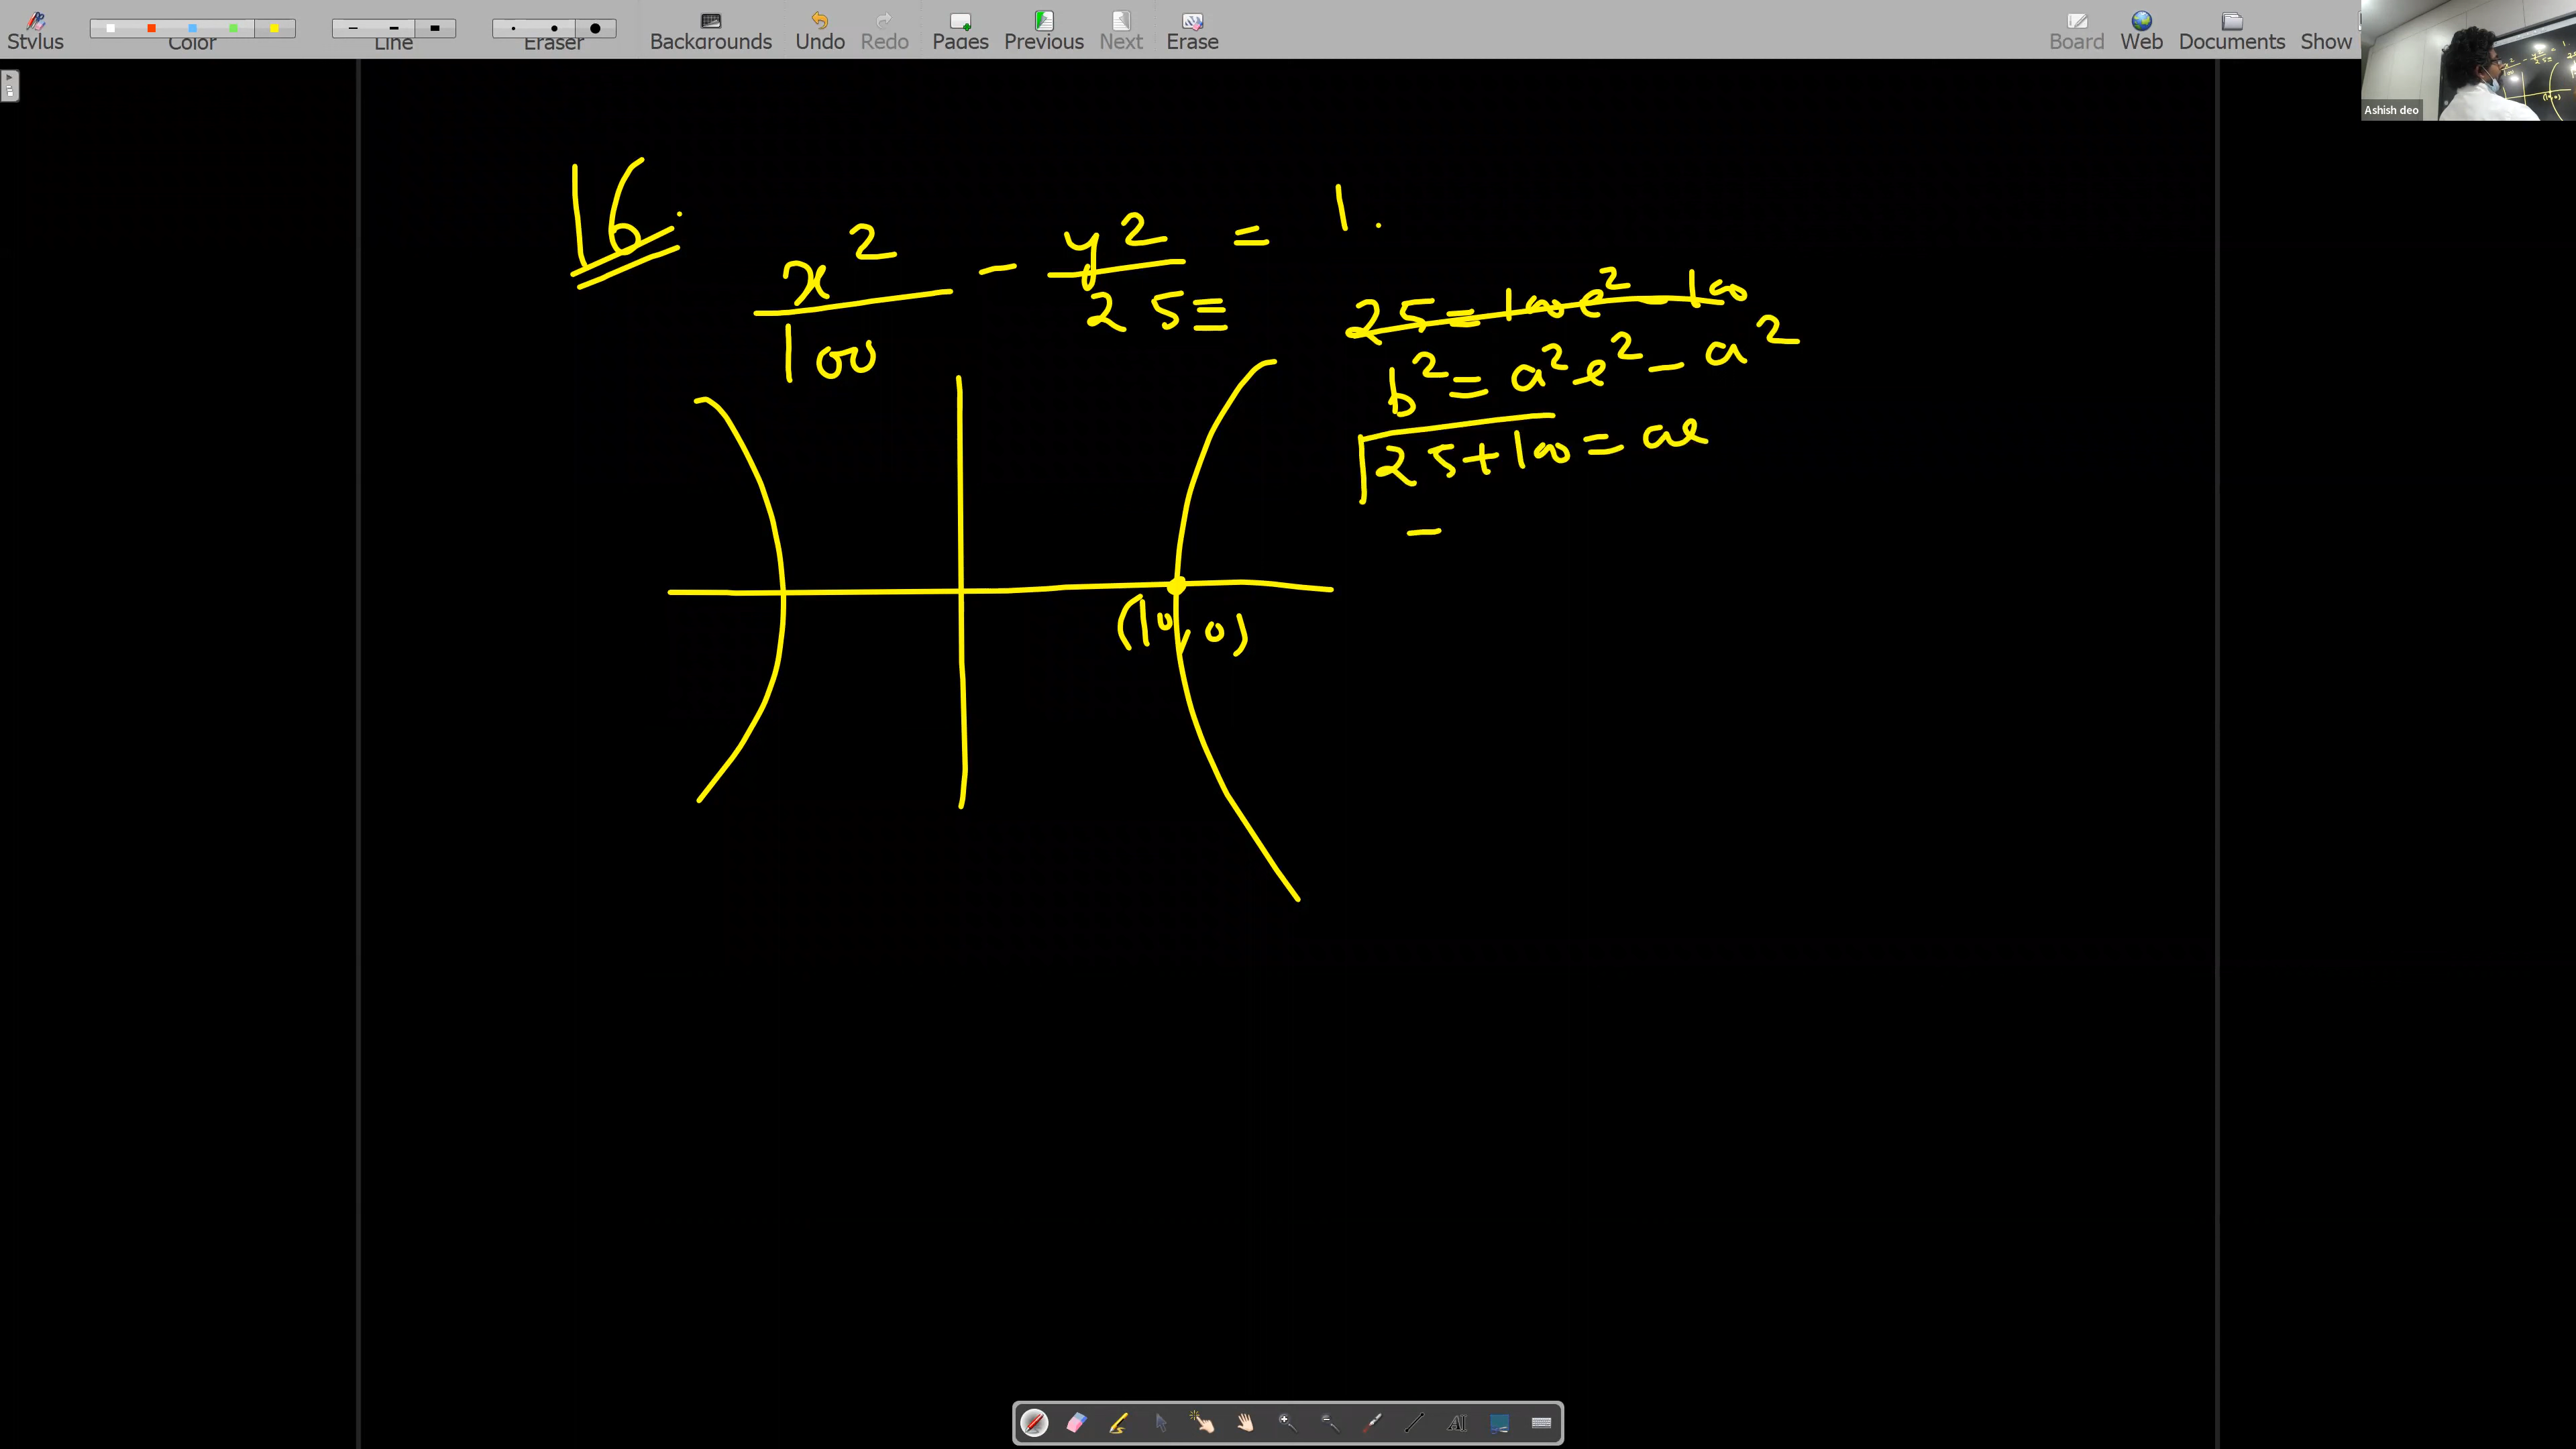 Stylus
Color
Line
Eraser
Backgrounds
Undo
Redo
Pages
Previous
Next
Erase
Board
Web
Documents
Show
Ashish deo
16.
x² / 100 - y² / 25 = 1.
25 = 100e² - 100
b² = a²e² - a²
√25+100 = ae
-
(10, 0)
AI